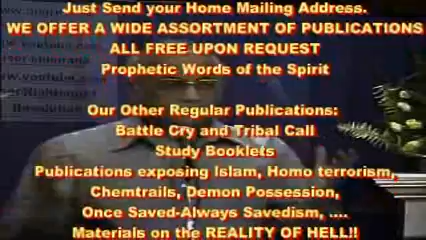 Just Send your Home Mailing Address.
WE OFFER A WIDE ASSORTMENT OF PUBLICATIONS
ALL FREE UPON REQUEST
Prophetic Words of the Spirit
Our Other Regular Publications:
Battle Cry and Tribal Call
Study Booklets
Publications exposing Islam, Homo terrorism,
Chemtrails, Demon Possession,
Once Saved-Always Savedism, ....
Materials on the REALITY OF HELL!!